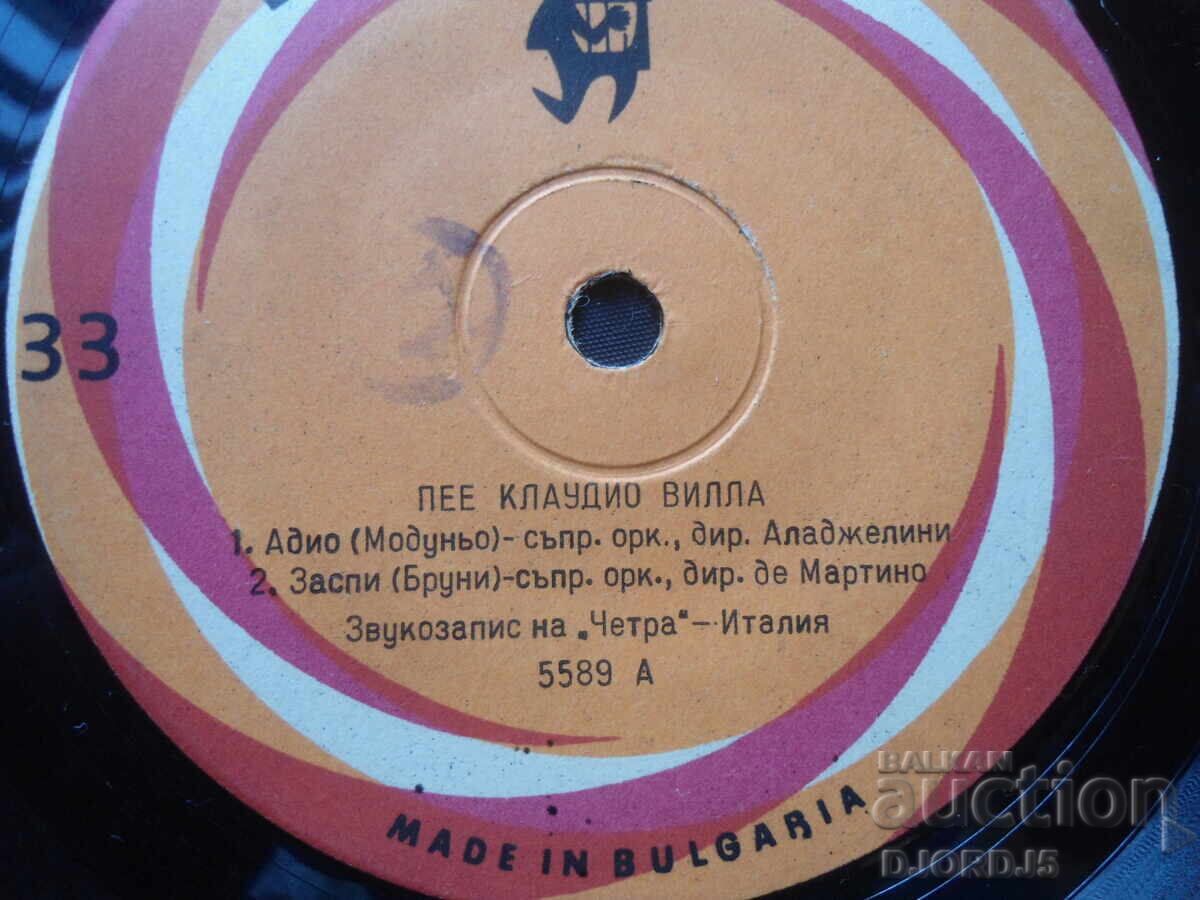 33
ПЕЕ КЛАУДИО ВИЛЛА
1. Адио (Модуньо)-съпр. орк., дир. Аладжелини
2. Заспи (Бруни)-съпр. орк., дир. де Мартино
Звукозапис на „Четра"-Италия
5589 А
MADE IN BULGARIA
BALKAN
auction
DJORDJ5